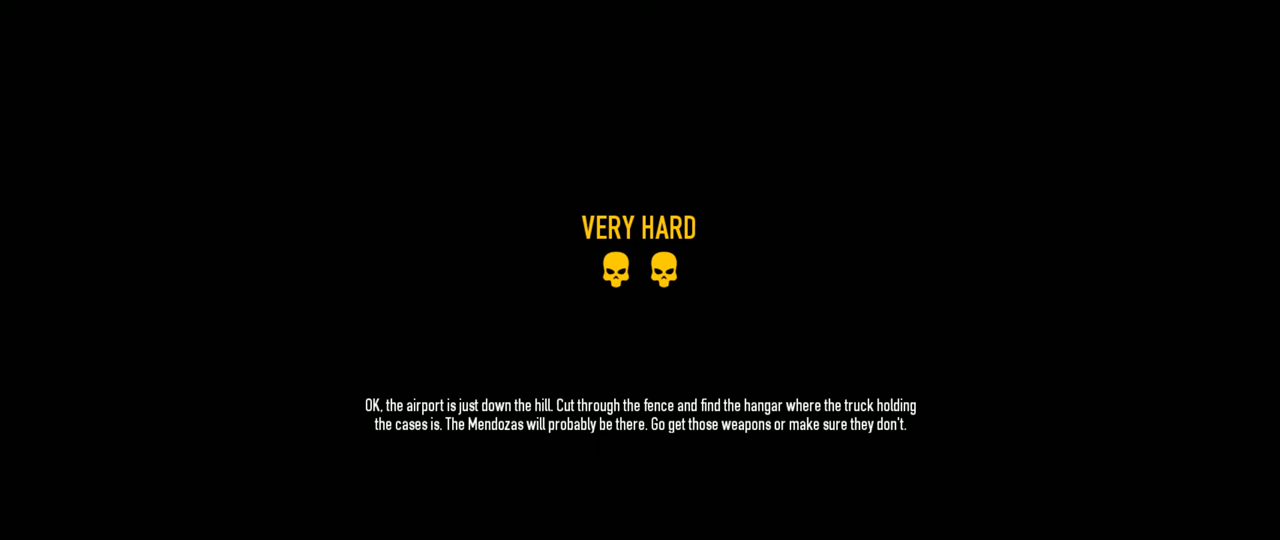 VERY HARD
OK, the airport is just down the hill. Cut through the fence and find the hangar where the truck holding
the cases is. The Mendozas will probably be there. Go get those weapons or make sure they don't.